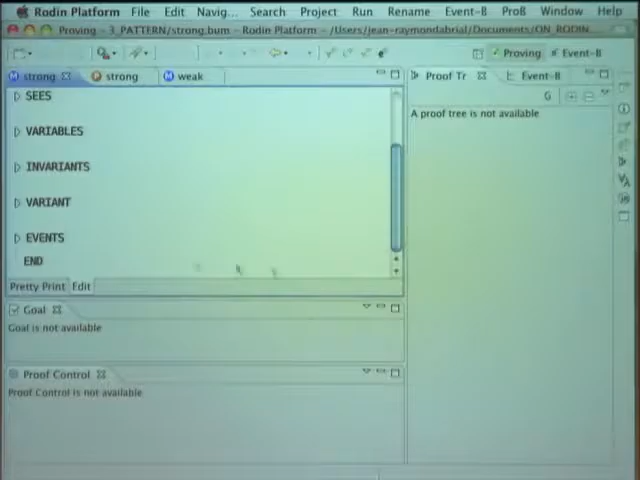 Rodin Platform File Edit Navig... Search Project Run Rename Event-B ProB Window Help
Proving - 3_PATTERN/strong.bum - Rodin Platform - /Users/jean-raymondabrial/Documents/ON_RODIN...
Proving Event-B
strong strong weak
Proof Tr Event-B
G
SEES
A proof tree is not available
VARIABLES
INVARIANTS
VARIANT
EVENTS
END
Pretty Print Edit
Goal
Goal is not available
Proof Control
Proof Control is not available